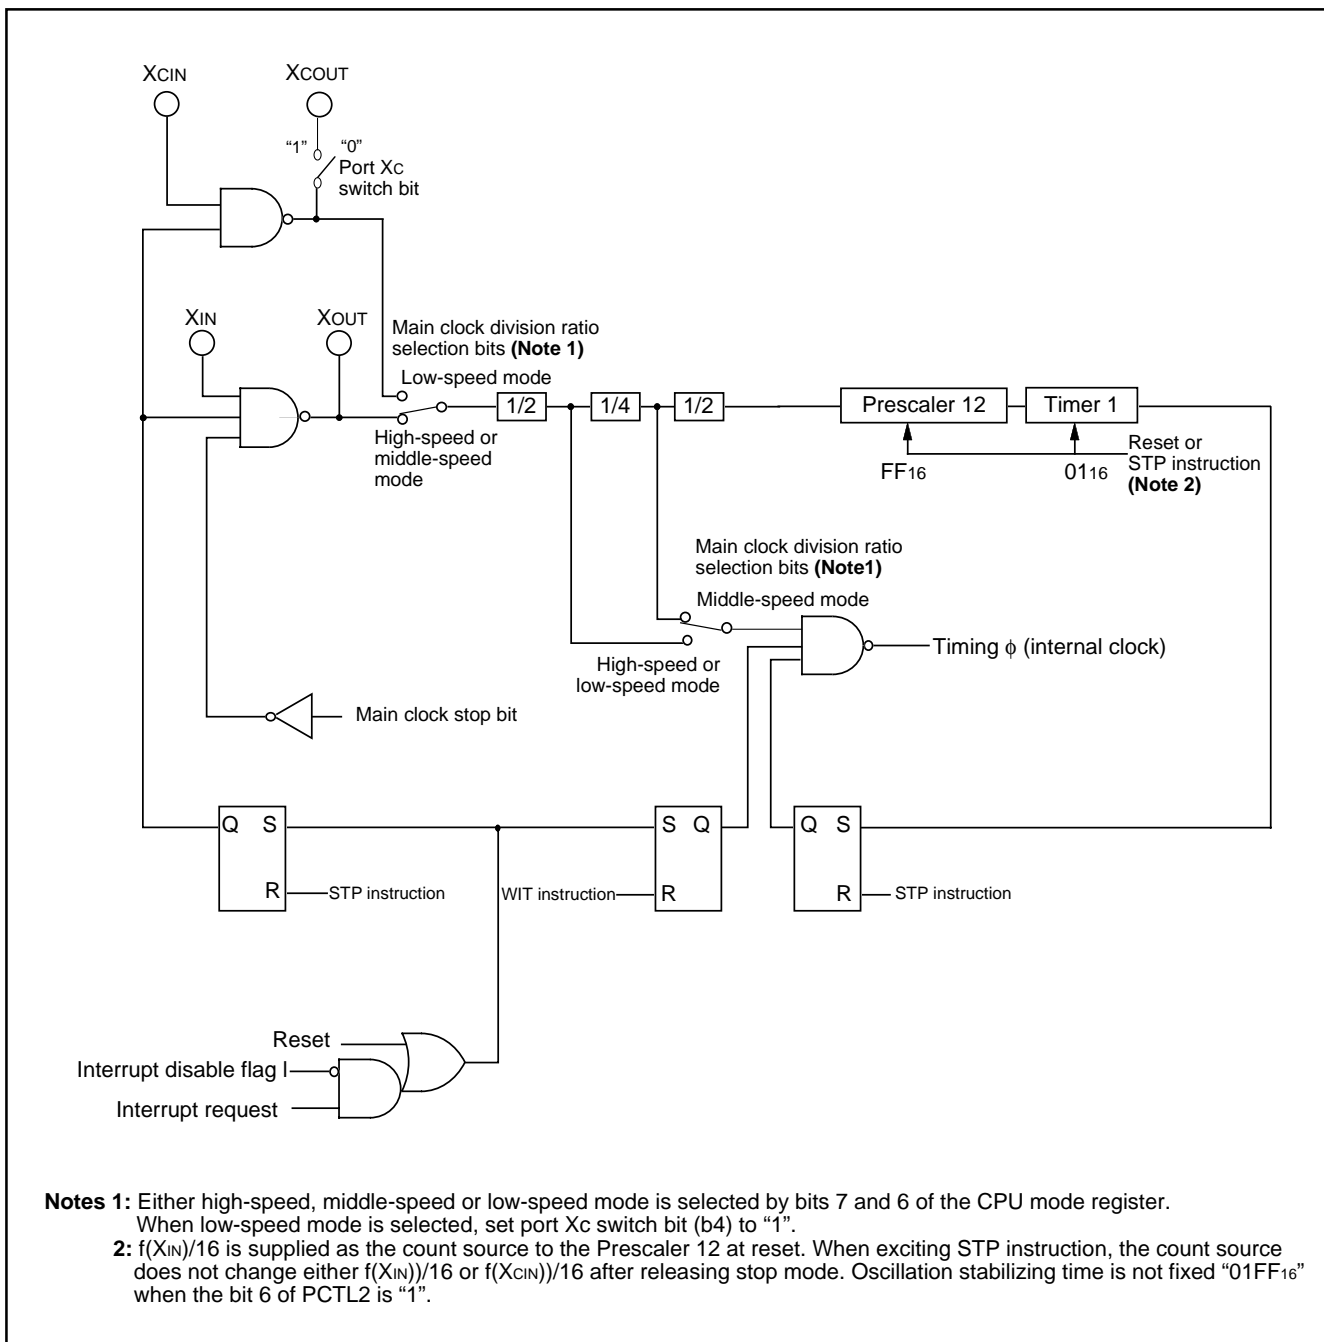 XCIN
XCOUT
“1”
“0”
Port XC
switch bit
XIN
XOUT
Main clock division ratio
selection bits (Note 1)
Low-speed mode
1/2
1/4
1/2
Prescaler 12
Timer 1
High-speed or
middle-speed
mode
FF16
0116
Reset or
STP instruction
(Note 2)
Main clock division ratio
selection bits (Note1)
Middle-speed mode
Timing ϕ (internal clock)
High-speed or
low-speed mode
Main clock stop bit
Q S
S Q
Q S
R
STP instruction
WIT instruction
R
R
STP instruction
Reset
Interrupt disable flag I
Interrupt request
Notes 1: Either high-speed, middle-speed or low-speed mode is selected by bits 7 and 6 of the CPU mode register.
When low-speed mode is selected, set port Xc switch bit (b4) to “1”.
2: f(XIN)/16 is supplied as the count source to the Prescaler 12 at reset. When exciting STP instruction, the count source
does not change either f(XIN))/16 or f(XCIN))/16 after releasing stop mode. Oscillation stabilizing time is not fixed “01FF16”
when the bit 6 of PCTL2 is “1”.